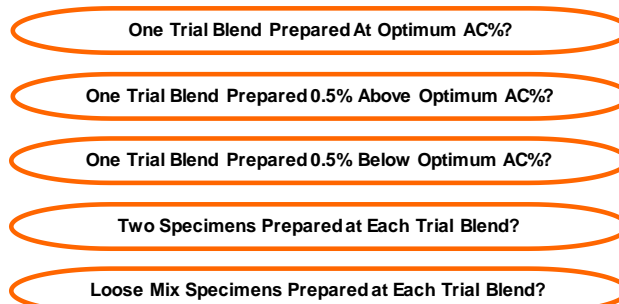 One Trial Blend Prepared At Optimum AC%?
One Trial Blend Prepared 0.5% Above Optimum AC%?
One Trial Blend Prepared 0.5% Below Optimum AC%?
Two Specimens Prepared at Each Trial Blend?
Loose Mix Specimens Prepared at Each Trial Blend?